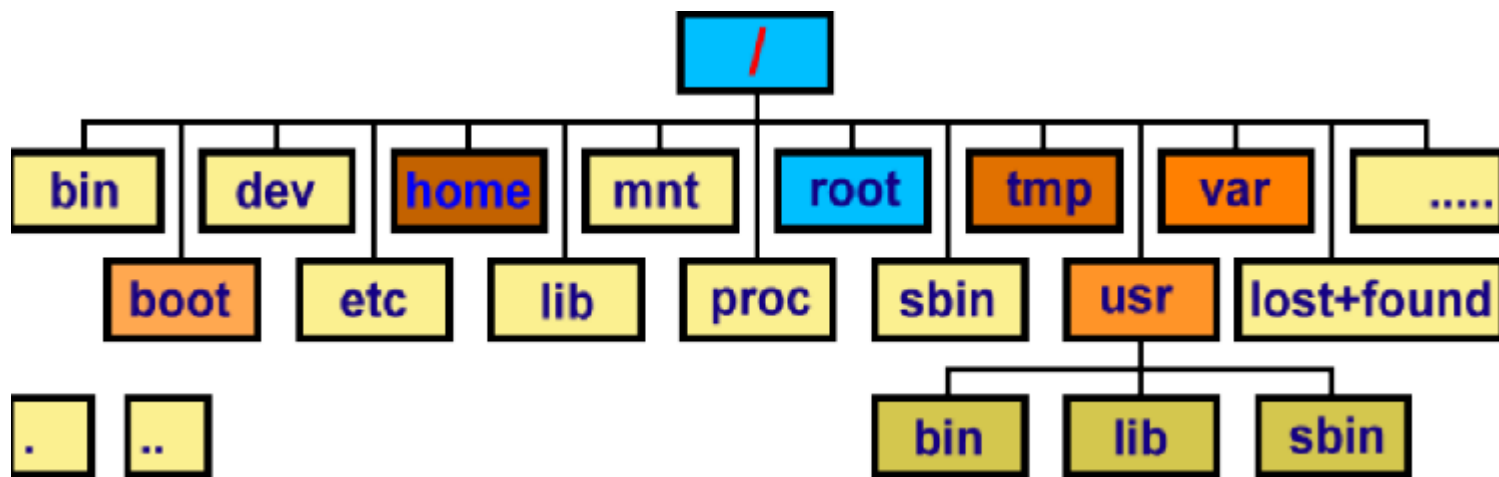 /
bin dev home mnt root tmp var .....
boot etc lib proc sbin usr lost+found
. .. bin lib sbin